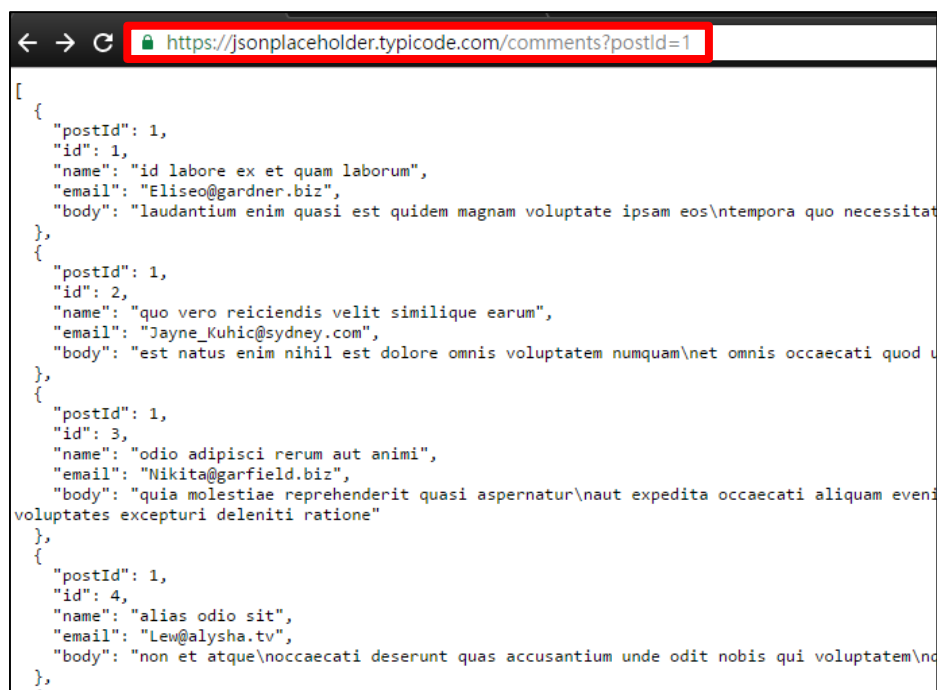 https://jsonplaceholder.typicode.com/comments?postId=1
[
  {
    "postId": 1,
    "id": 1,
    "name": "id labore ex et quam laborum",
    "email": "Eliseo@gardner.biz",
    "body": "laudantium enim quasi est quidem magnam voluptate ipsam eos\ntempora quo necessitat
  },
  {
    "postId": 1,
    "id": 2,
    "name": "quo vero reiciendis velit similique earum",
    "email": "Jayne_Kuhic@sydney.com",
    "body": "est natus enim nihil est dolore omnis voluptatem numquam\net omnis occaecati quod u
  },
  {
    "postId": 1,
    "id": 3,
    "name": "odio adipisci rerum aut animi",
    "email": "Nikita@garfield.biz",
    "body": "quia molestiae reprehenderit quasi aspernatur\naut expedita occaecati aliquam eveni
voluptates excepturi deleniti ratione"
  },
  {
    "postId": 1,
    "id": 4,
    "name": "alias odio sit",
    "email": "Lew@alysha.tv",
    "body": "non et atque\noccaecati deserunt quas accusantium unde odit nobis qui voluptatem\n
  },